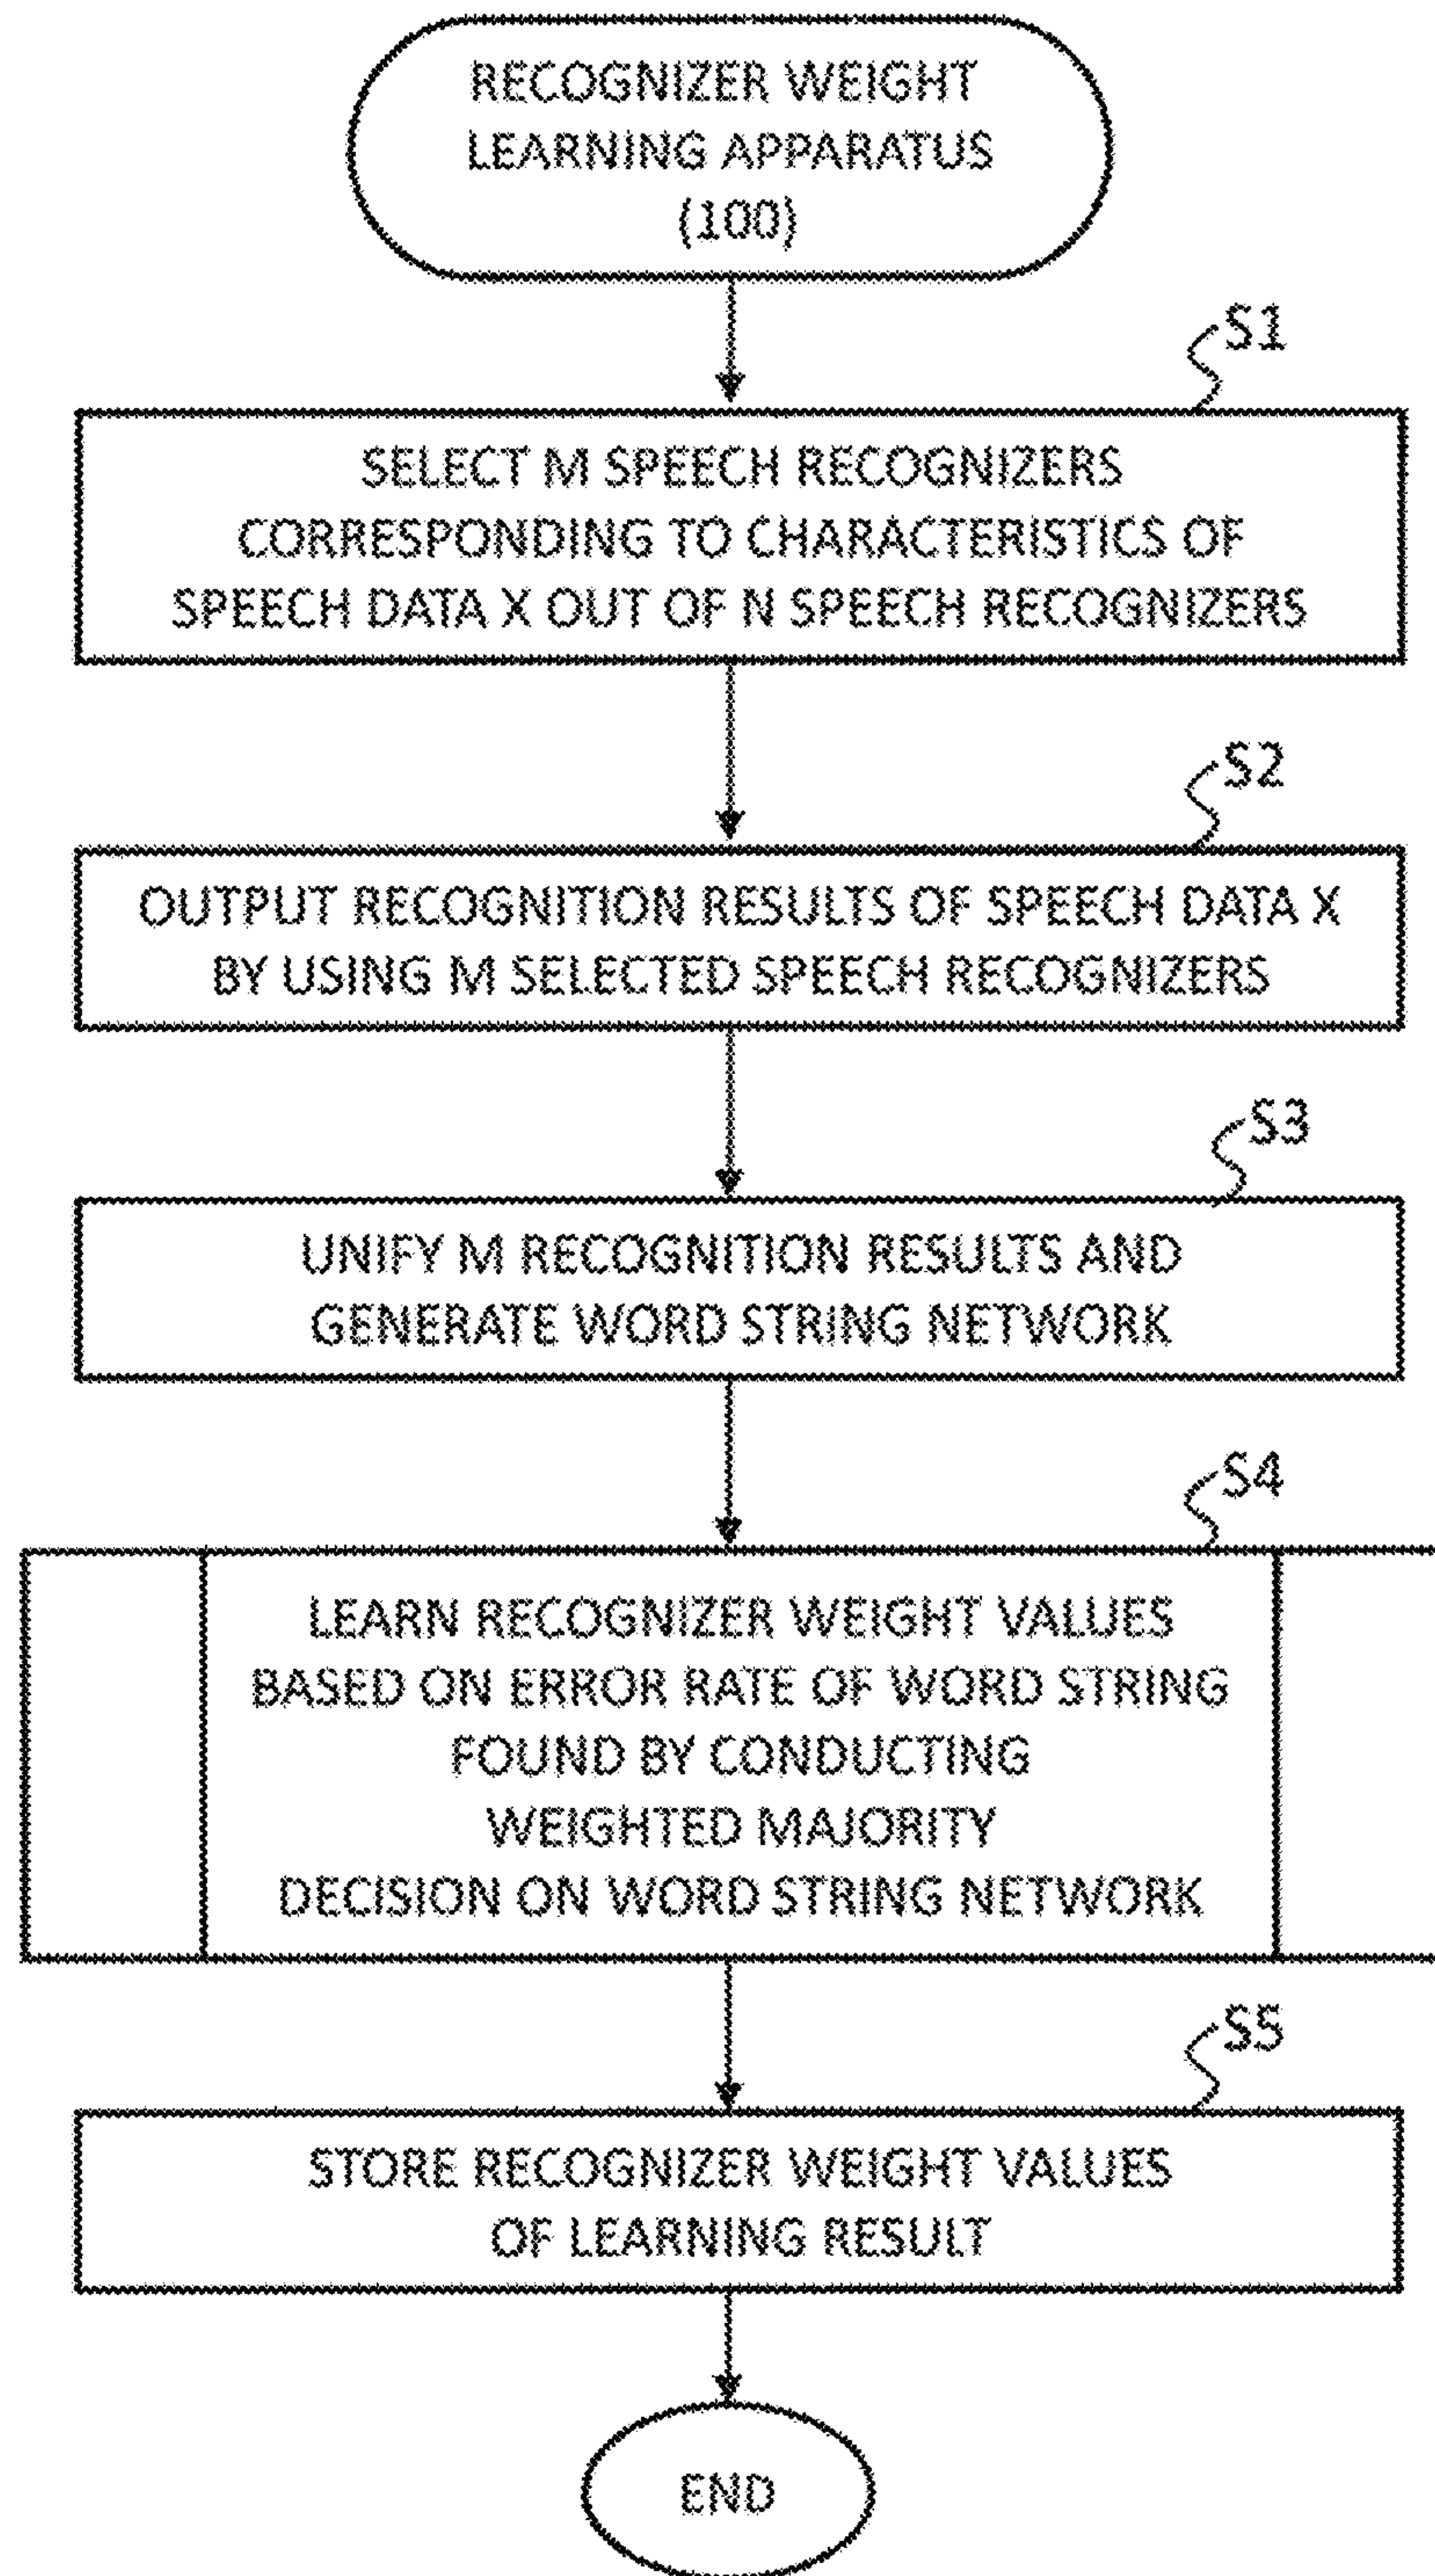 RECOGNIZER WEIGHT
LEARNING APPARATUS
(100)
S1
SELECT M SPEECH RECOGNIZERS
CORRESPONDING TO CHARACTERISTICS OF
SPEECH DATA X OUT OF N SPEECH RECOGNIZERS
S2
OUTPUT RECOGNITION RESULTS OF SPEECH DATA X
BY USING M SELECTED SPEECH RECOGNIZERS
S3
UNIFY M RECOGNITION RESULTS AND
GENERATE WORD STRING NETWORK
S4
LEARN RECOGNIZER WEIGHT VALUES
BASED ON ERROR RATE OF WORD STRING
FOUND BY CONDUCTING
WEIGHTED MAJORITY
DECISION ON WORD STRING NETWORK
S5
STORE RECOGNIZER WEIGHT VALUES
OF LEARNING RESULT
END